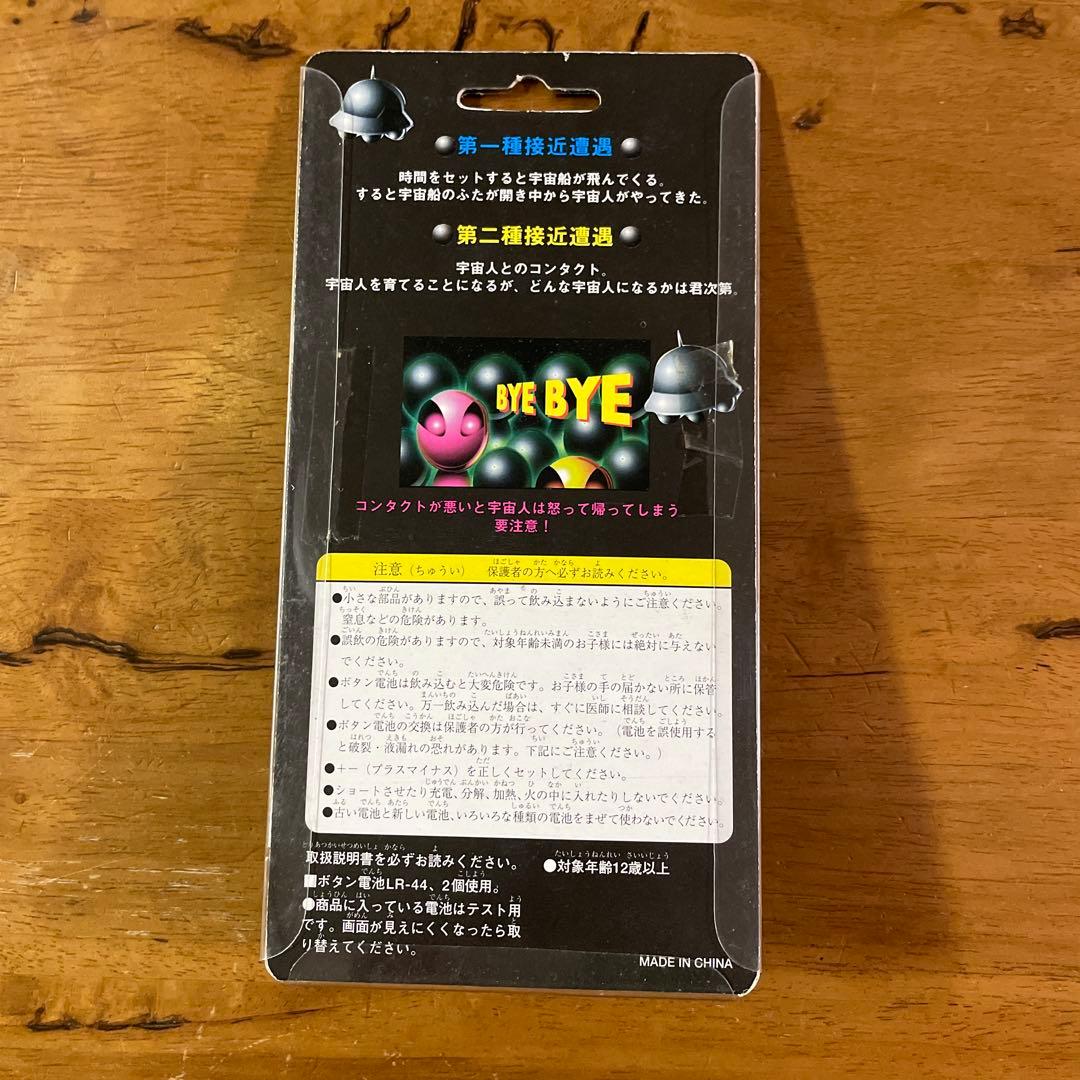 第一種接近遭遇
時間をセットすると宇宙船が飛んでくる。
すると宇宙船のふたが開き中から宇宙人がやってきた。
第二種接近遭遇
宇宙人とのコンタクト。
宇宙人を育てることになるが、どんな宇宙人になるかは君次第。
BYE BYE
コンタクトが悪いと宇宙人は怒って帰ってしまう
要注意!
注意(ちゅうい) 保護者の方へ必ずお読みください。
●小さな部品がありますので、誤って飲み込まないようにご注意ください。
窒息などの危険があります。
●誤飲の危険がありますので、対象年齢未満のお子様には絶対に与えない
でください。
●ボタン電池は飲み込むと大変危険です。お子様の手の届かない所に保管
してください。万一飲み込んだ場合は、すぐに医師に相談してください。
●ボタン電池の交換は保護者の方が行ってください。(電池を誤使用する
と破裂・液漏れの恐れがあります。下記にご注意ください。)
●+−(プラスマイナス)を正しくセットしてください。
●ショートさせたり充電、分解、加熱、火の中に入れたりしないでください。
●古い電池と新しい電池、いろいろな種類の電池をまぜて使わないでください。
取扱説明書を必ずお読みください。
●対象年齢12歳以上
■ボタン電池LR-44、2個使用。
●商品に入っている電池はテスト用
です。画面が見えにくくなったら取
り替えてください。
MADE IN CHINA